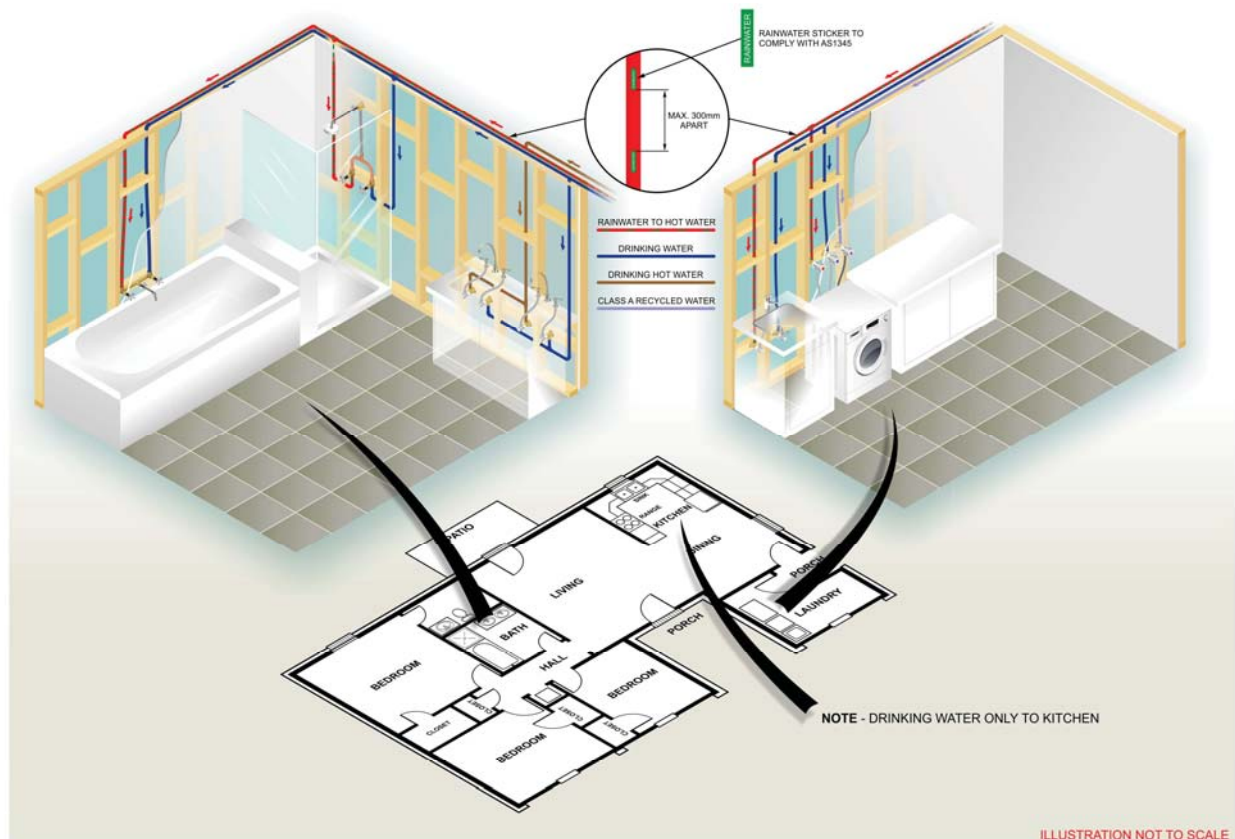 RAINWATER
RAINWATER STICKER TO
COMPLY WITH AS1345
MAX. 300mm
APART
RAINWATER TO HOT WATER
DRINKING WATER
DRINKING HOT WATER
CLASS A RECYCLED WATER
PATIO
SINK
RANGE
KITCHEN
DINING
LIVING
PORCH
LAUNDRY
BATH
PORCH
HALL
BEDROOM
BEDROOM
CLOSET
CLOSET
CLOSET
CLOSET
BEDROOM
NOTE - DRINKING WATER ONLY TO KITCHEN
ILLUSTRATION NOT TO SCALE